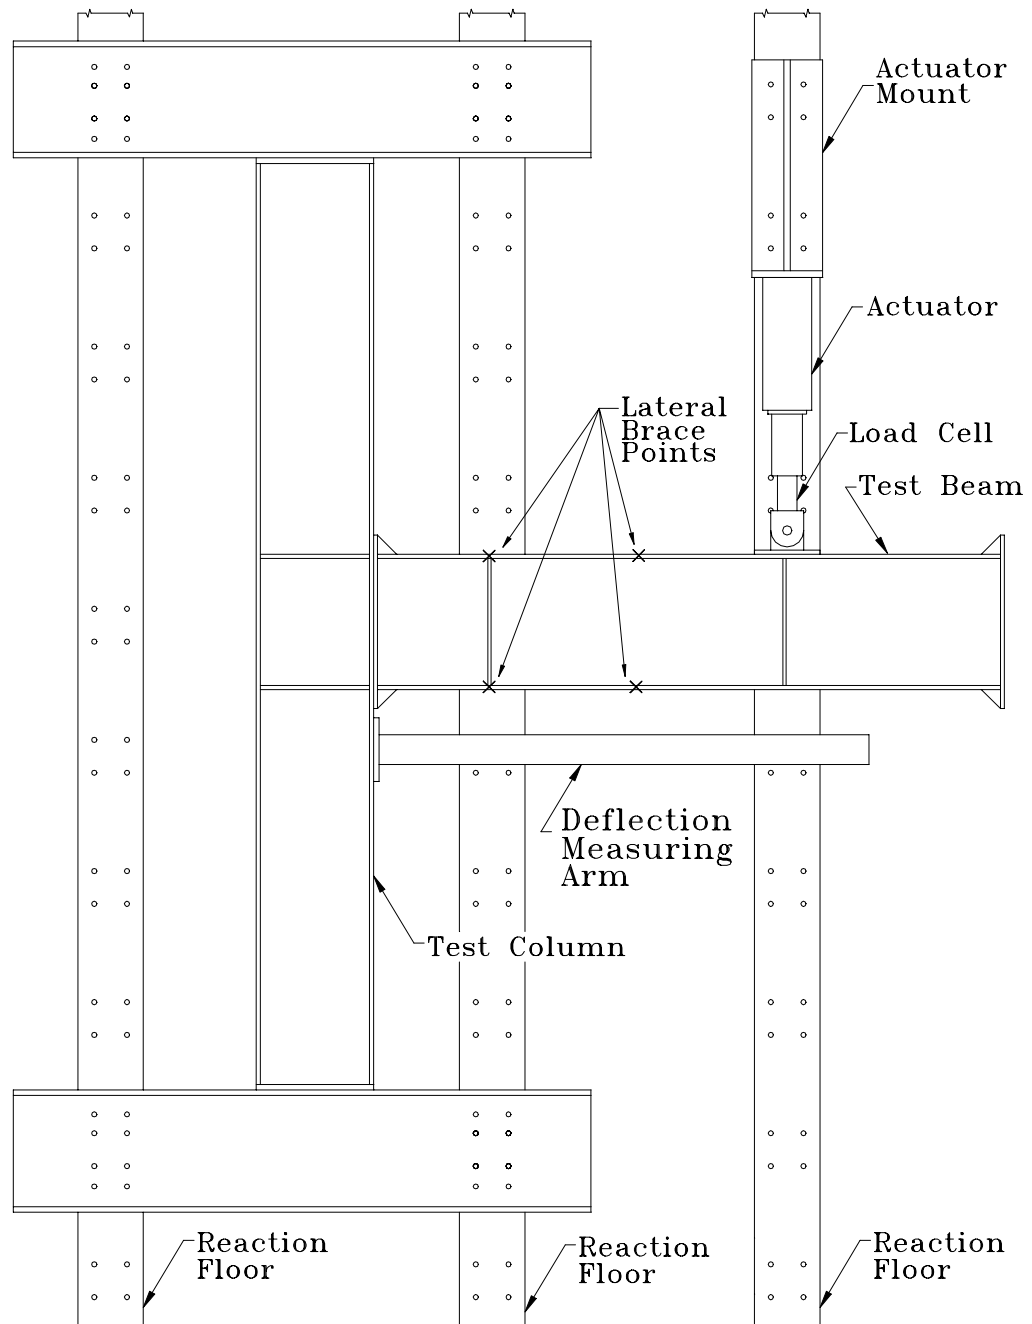 Actuator
Mount
Actuator
Lateral
Brace
Points
Load Cell
Test Beam
Deflection
Measuring
Arm
Test Column
Reaction
Floor
Reaction
Floor
Reaction
Floor